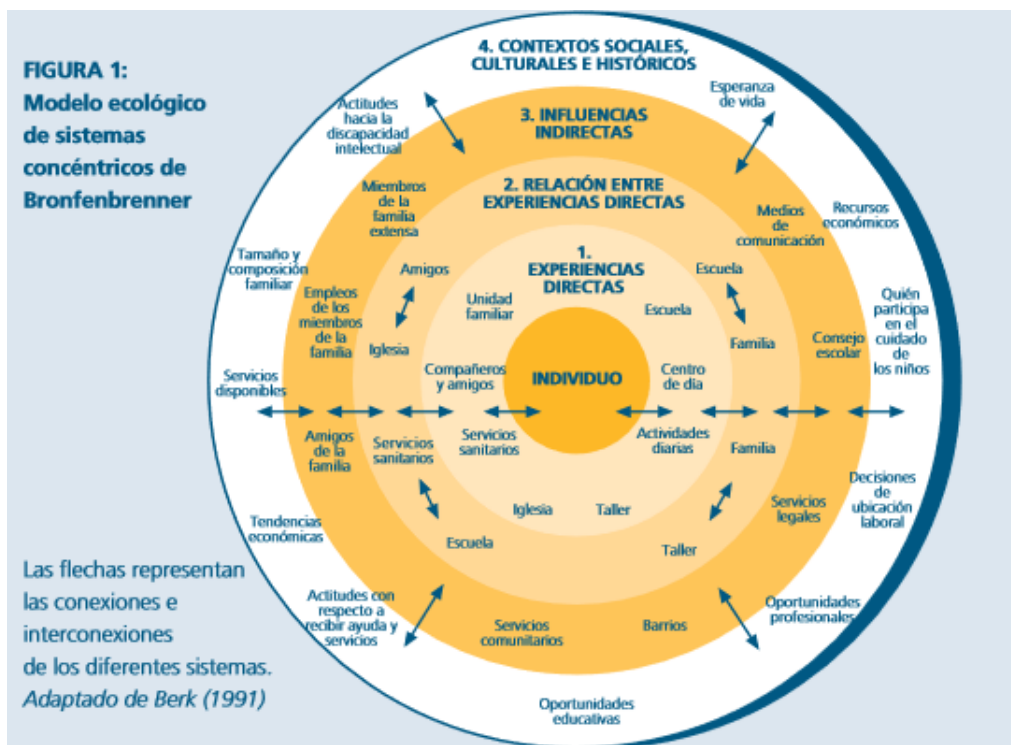 FIGURA 1:
Modelo ecológico
de sistemas
concéntricos de
Bronfenbrenner
4. CONTEXTOS SOCIALES,
CULTURALES E HISTÓRICOS
Actitudes
hacia la
discapacidad
intelectual
Esperanza
de vida
3. INFLUENCIAS
INDIRECTAS
Miembros
de la
familia
extensa
2. RELACIÓN ENTRE
EXPERIENCIAS DIRECTAS
Medios
de
comunicación
Recursos
económicos
Tamaño y
composición
familiar
Amigos
1.
EXPERIENCIAS
DIRECTAS
Escuela
Empleos
de los
miembros
de la
familia
Iglesia
Unidad
familiar
Escuela
Familia
Consejo
escolar
Quién
participa
en el
cuidado
de
los niños
Servicios
disponibles
Compañeros
y amigos
INDIVIDUO
Centro
de día
Amigos
de la
familia
Servicios
sanitarios
Servicios
sanitarios
Actividades
diarias
Familia
Decisiones
de
ubicación
laboral
Servicios
legales
Iglesia
Taller
Tendencias
económicas
Escuela
Taller
Las flechas representan
las conexiones e
interconexiones
de los diferentes sistemas.
Adaptado de Berk (1991)
Actitudes con
respecto a
recibir ayuda y
servicios
Servicios
comunitarios
Barrios
Oportunidades
profesionales
Oportunidades
educativas